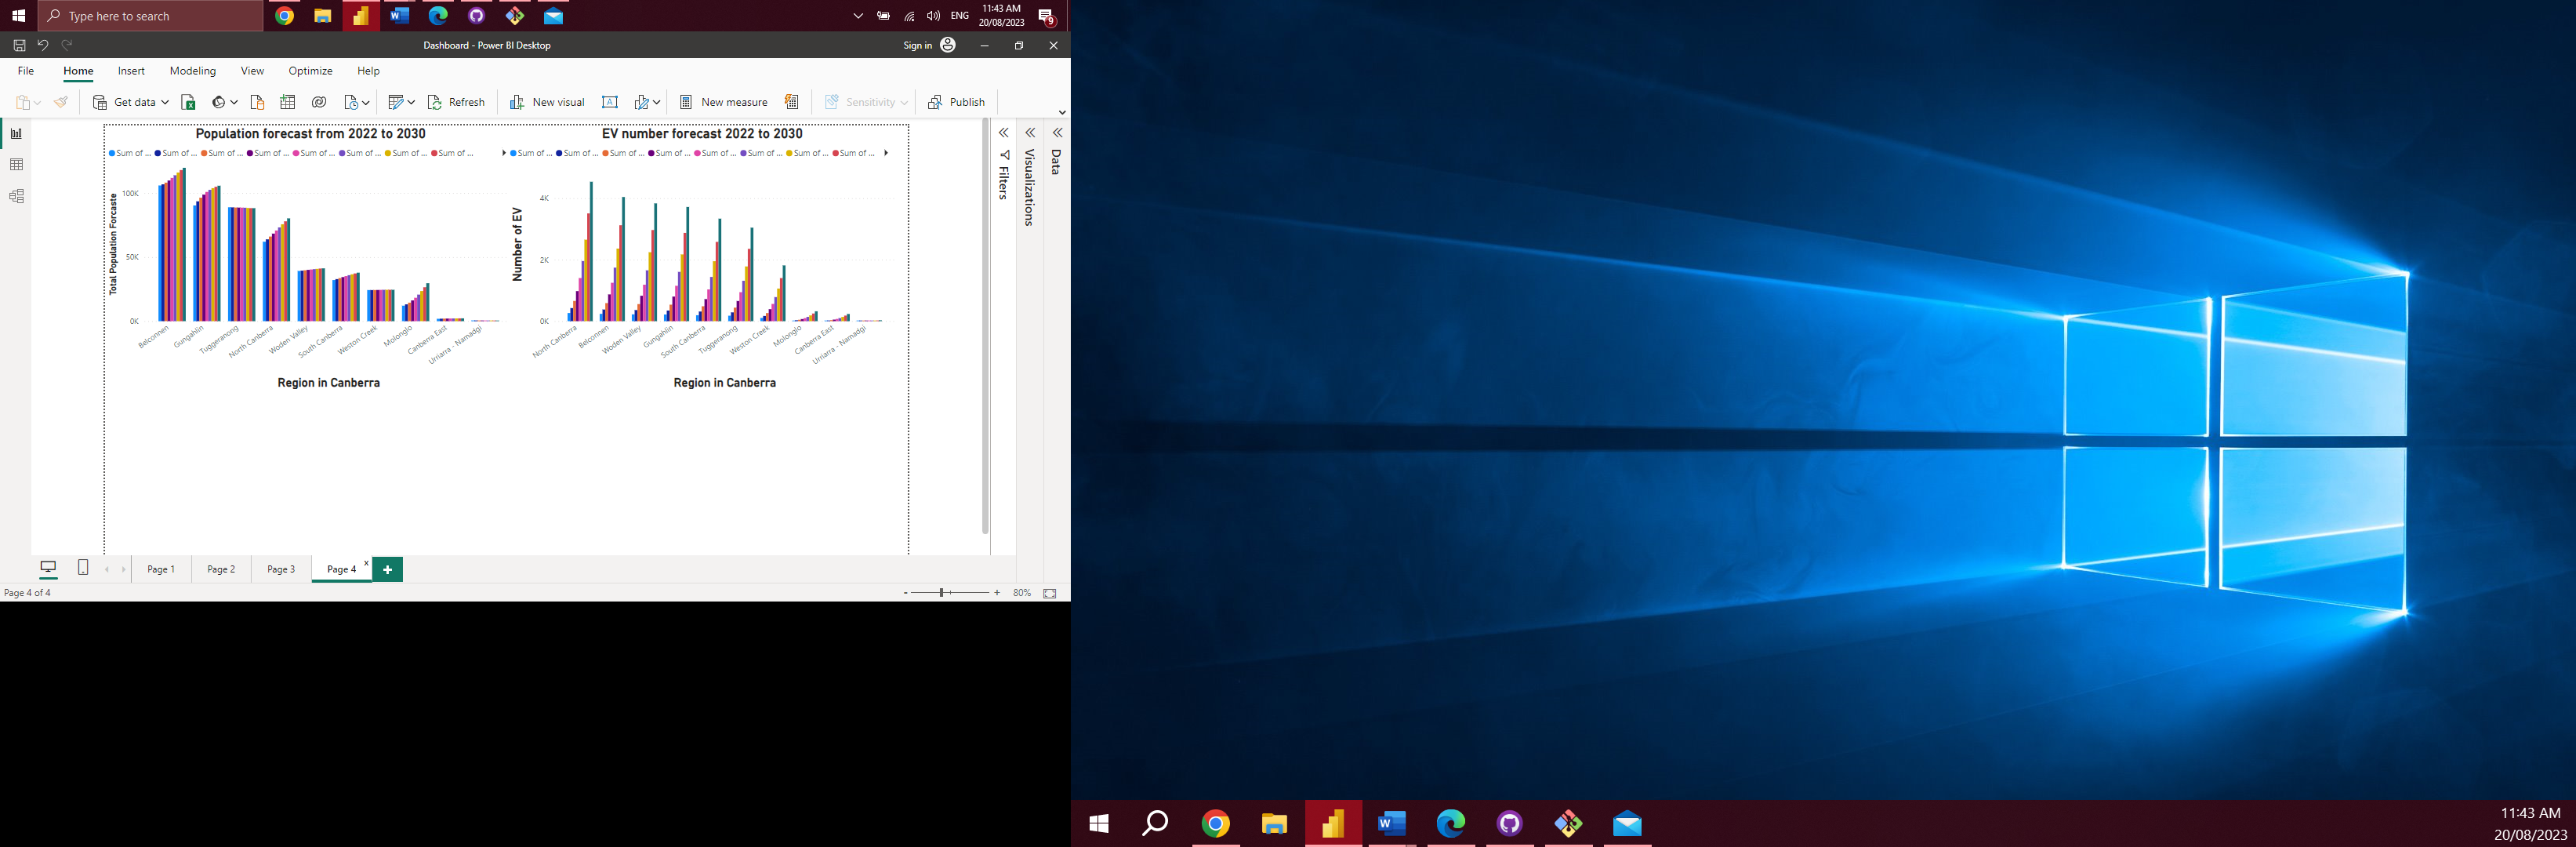 Type here to search
ENG
11:43 AM
20/08/2023
9
Dashboard - Power BI Desktop
Sign in
File Home Insert Modeling View Optimize Help
Get data
Refresh
New visual
New measure
Sensitivity
Publish
Population forecast from 2022 to 2030
Sum of ... Sum of ... Sum of ... Sum of ... Sum of ... Sum of ... Sum of ... Sum of ...
Total Population Forcaste
100K
50K
0K
Belconnen
Gungahlin
Tuggeranong
North Canberra
Woden Valley
South Canberra
Weston Creek
Molonglo
Canberra East
Urriarra - Namadgi
Region in Canberra
EV number forecast 2022 to 2030
Sum of ... Sum of ... Sum of ... Sum of ... Sum of ... Sum of ... Sum of ... Sum of ...
Number of EV
4K
2K
0K
North Canberra
Belconnen
Woden Valley
Gungahlin
South Canberra
Tuggeranong
Weston Creek
Molonglo
Canberra East
Urriarra - Namadgi
Region in Canberra
Filters
Visualizations
Data
Page 1
Page 2
Page 3
Page 4
x
+
Page 4 of 4
- + 80%
11:43 AM
20/08/2023